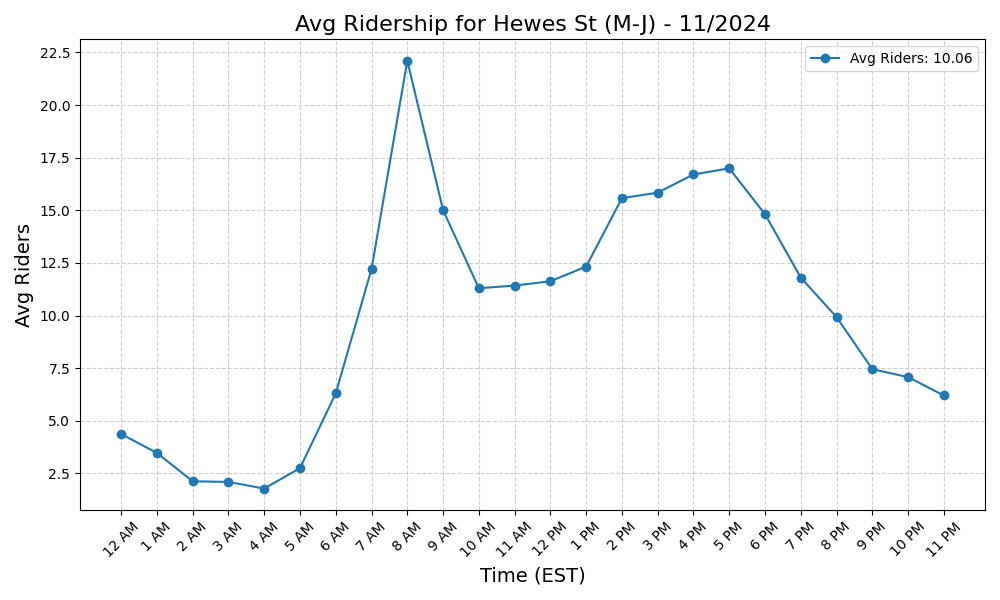 Avg Ridership for Hewes St (M-J) - 11/2024
Avg Riders: 10.06
Avg Riders
22.5
20.0
17.5
15.0
12.5
10.0
7.5
5.0
2.5
12 AM
1 AM
2 AM
3 AM
4 AM
5 AM
6 AM
7 AM
8 AM
9 AM
10 AM
11 AM
12 PM
1 PM
2 PM
3 PM
4 PM
5 PM
6 PM
7 PM
8 PM
9 PM
10 PM
11 PM
Time (EST)